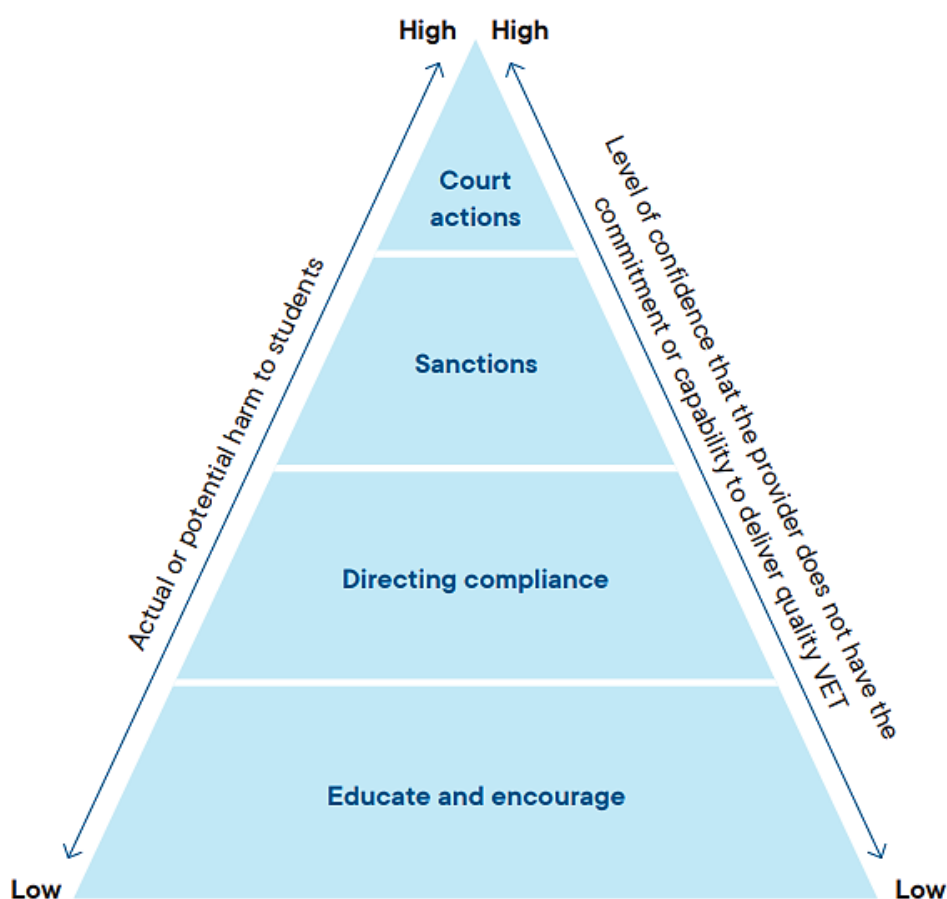 High High
Court
actions
Sanctions
Directing compliance
Educate and encourage
Low Low
Actual or potential harm to students
Level of confidence that the provider does not have the
commitment or capability to deliver quality VET